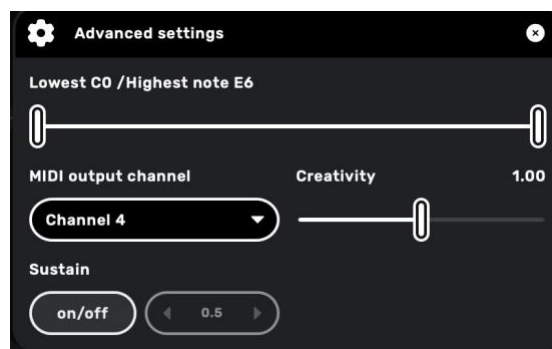 Advanced settings
Lowest C0 /Highest note E6
MIDI output channel
Creativity 1.00
Channel 4
Sustain
on/off
0.5